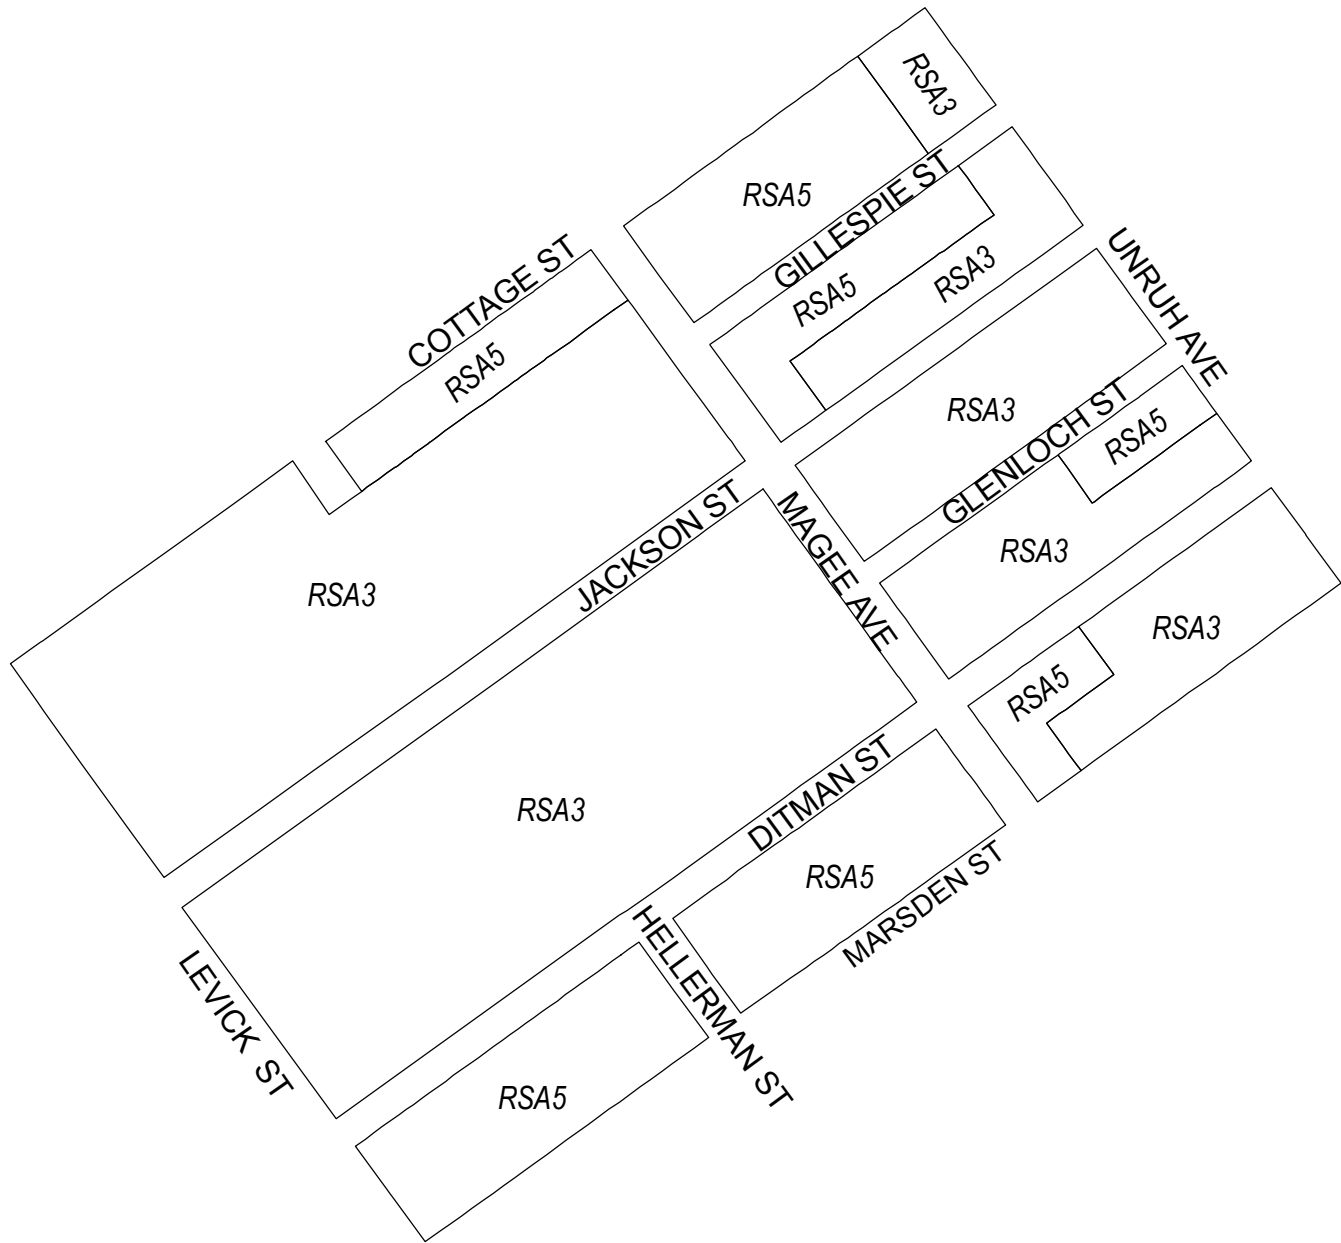 RSA3
RSA5
GILLESPIE ST
UNRUH AVE
COTTAGE ST
RSA5
RSA3
RSA5
RSA3
GLENLOCH ST
RSA5
JACKSON ST
MAGEE AVE
RSA3
RSA3
RSA3
RSA5
DITMAN ST
RSA3
RSA5
MARSDEN ST
HELLERMAN ST
LEVICK ST
RSA5